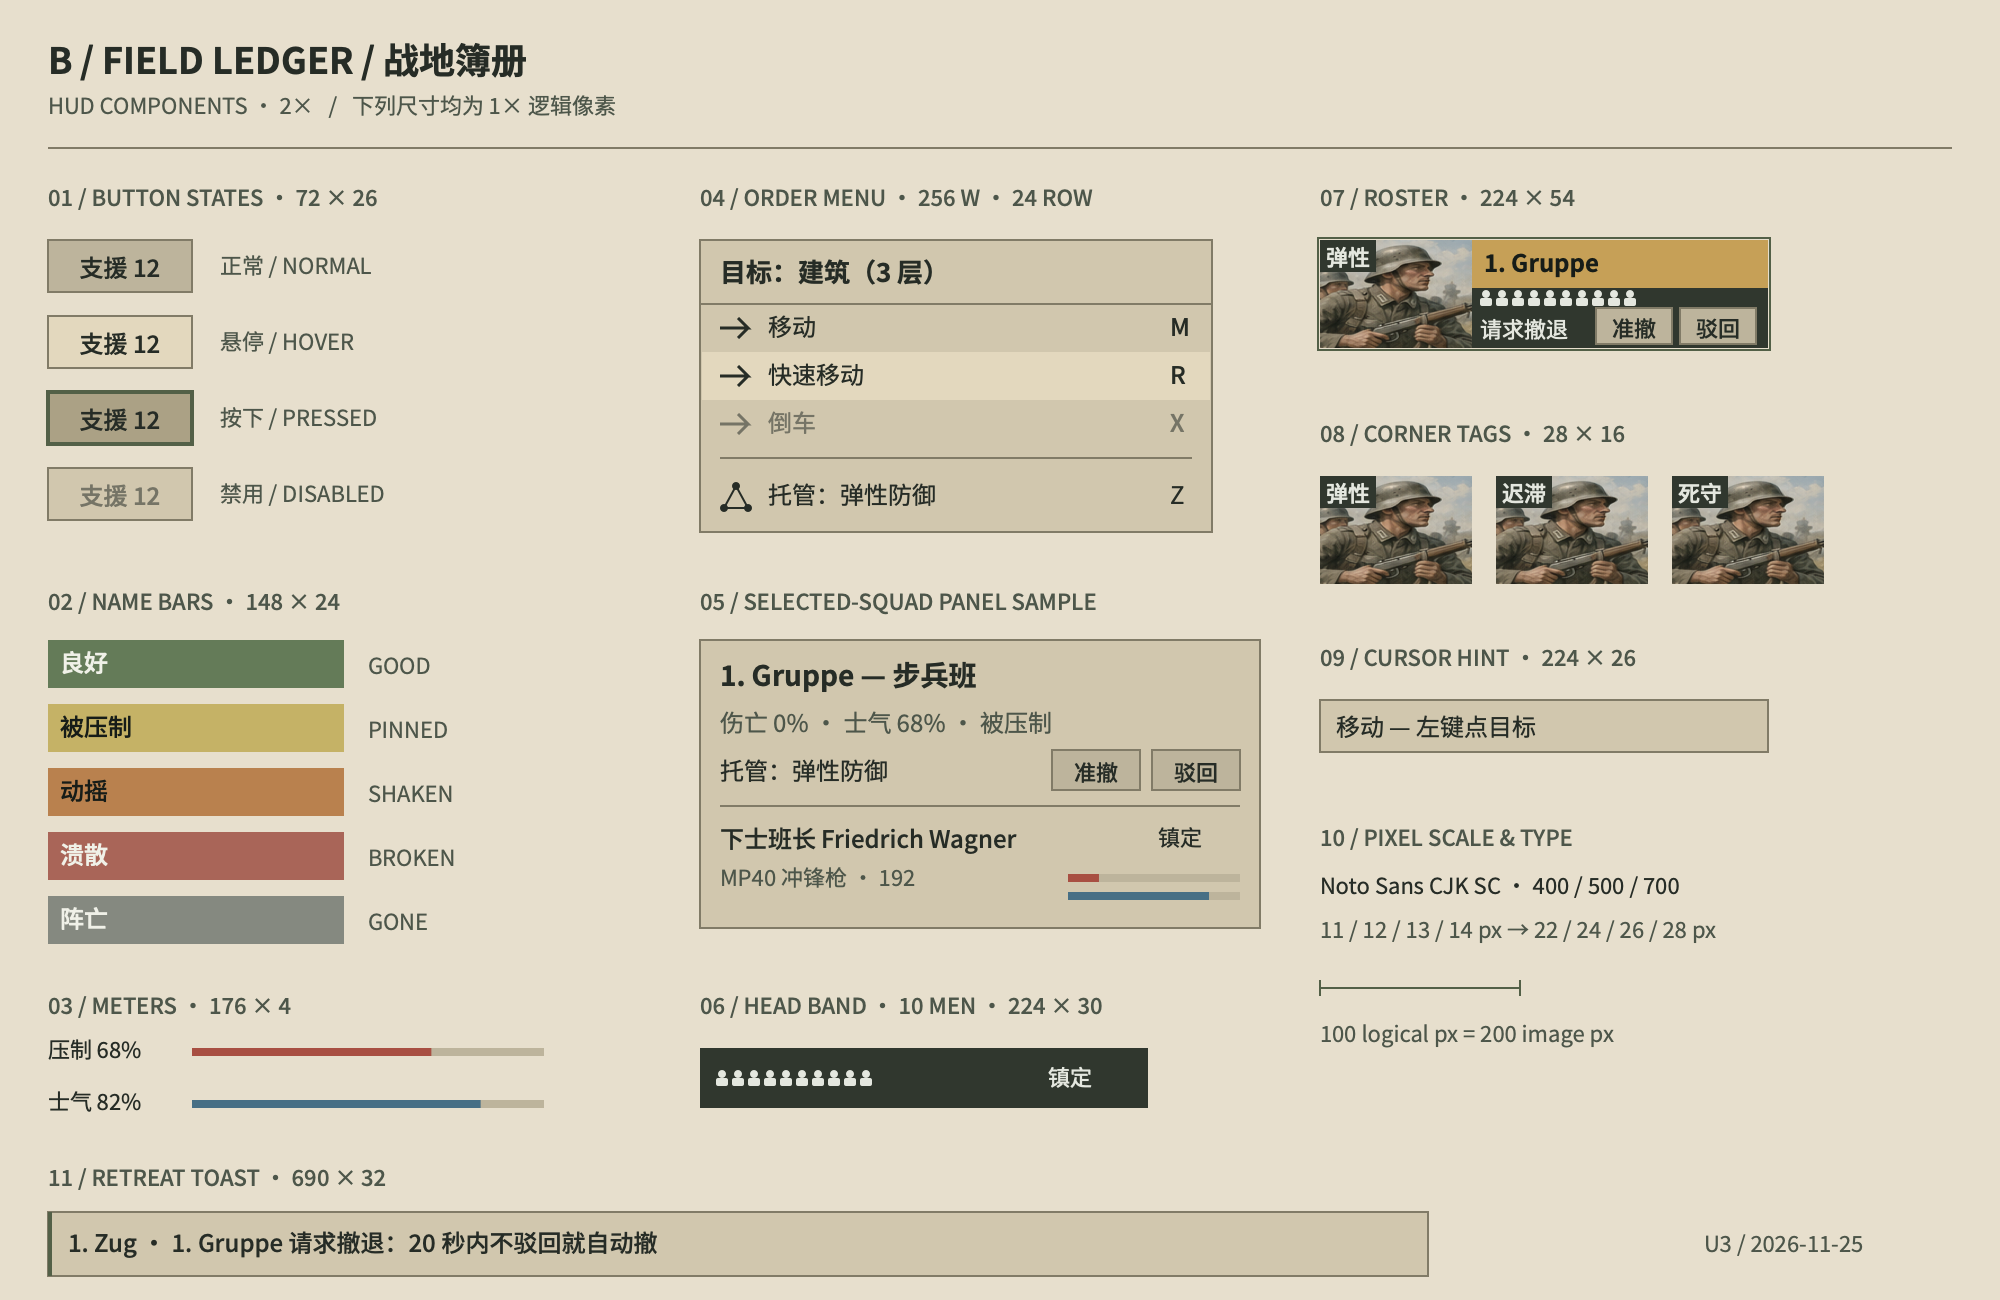 B / FIELD LEDGER / 战地簿册
HUD COMPONENTS • 2× / 下列尺寸均为 1× 逻辑像素
01 / BUTTON STATES • 72 × 26
支援 12
正常 / NORMAL
支援 12
悬停 / HOVER
支援 12
按下 / PRESSED
支援 12
禁用 / DISABLED
02 / NAME BARS • 148 × 24
良好
GOOD
被压制
PINNED
动摇
SHAKEN
溃散
BROKEN
阵亡
GONE
03 / METERS • 176 × 4
压制 68%
士气 82%
04 / ORDER MENU • 256 W • 24 ROW
目标：建筑（3 层）
移动 M
快速移动 R
倒车 X
托管：弹性防御 Z
05 / SELECTED-SQUAD PANEL SAMPLE
1. Gruppe — 步兵班
伤亡 0% • 士气 68% • 被压制
托管：弹性防御 准撤 驳回
下士班长 Friedrich Wagner 镇定
MP40 冲锋枪 • 192
06 / HEAD BAND • 10 MEN • 224 × 30
镇定
07 / ROSTER • 224 × 54
弹性
1. Gruppe
请求撤退 准撤 驳回
08 / CORNER TAGS • 28 × 16
弹性 迟滞 死守
09 / CURSOR HINT • 224 × 26
移动 — 左键点目标
10 / PIXEL SCALE & TYPE
Noto Sans CJK SC • 400 / 500 / 700
11 / 12 / 13 / 14 px → 22 / 24 / 26 / 28 px
100 logical px = 200 image px
11 / RETREAT TOAST • 690 × 32
1. Zug • 1. Gruppe 请求撤退：20 秒内不驳回就自动撤
U3 / 2026-11-25